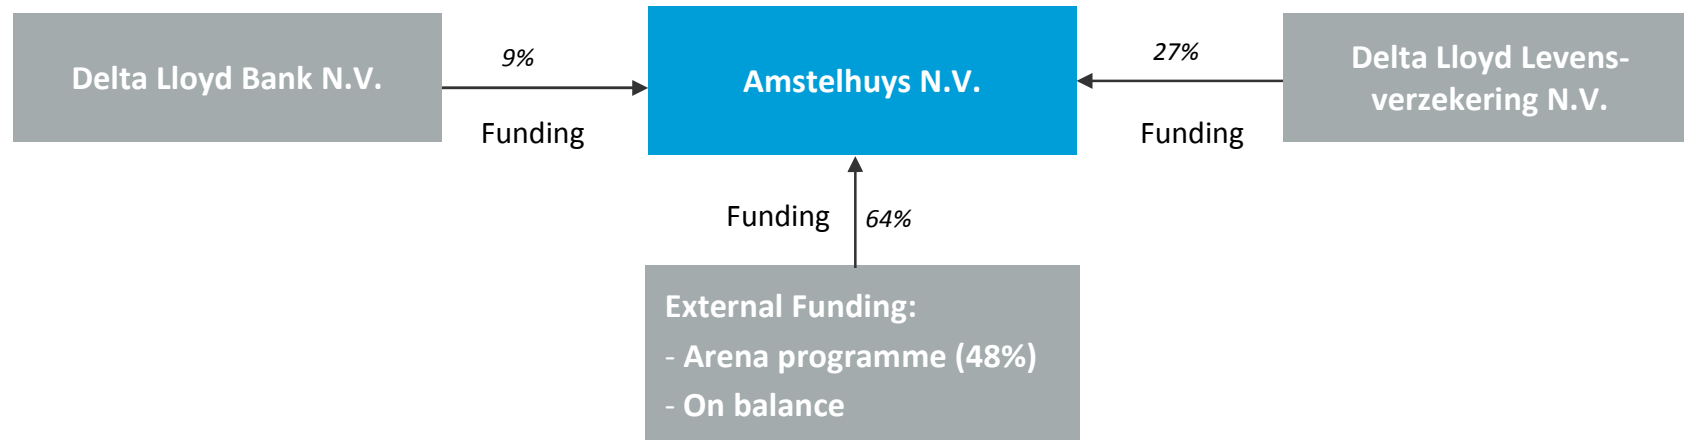 Delta Lloyd Bank N.V.
9%
Funding
Amstelhuys N.V.
27%
Funding
Delta Lloyd Levens-
verzekering N.V.
Funding
64%
External Funding:
- Arena programme (48%)
- On balance